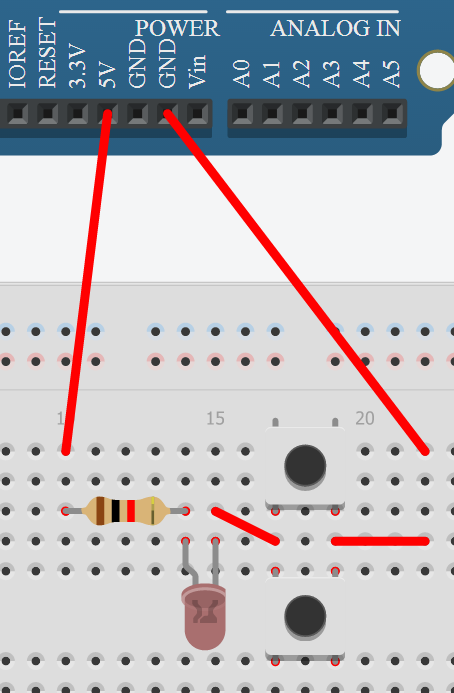 POWER
ANALOG IN
IOREF
RESET
3.3V
5V
GND
GND
Vin
A0
A1
A2
A3
A4
A5
15
20